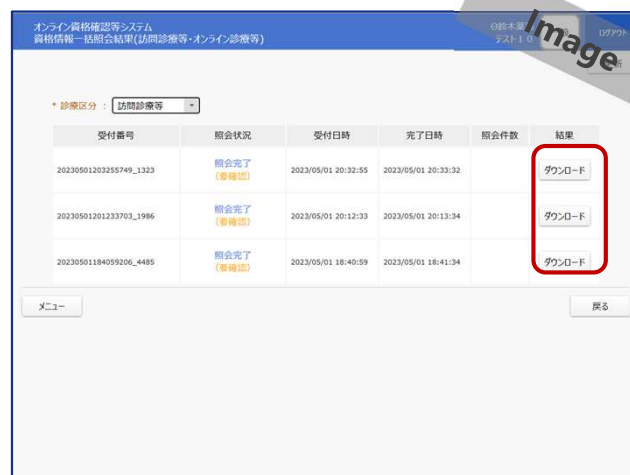 オンライン資格確認等システム
資格情報一括照会結果(訪問診療等・オンライン診療等)
テスト10
ログアウト
Image
* 診療区分 : 訪問診療等
受付番号 照会状況 受付日時 完了日時 照会件数 結果
20230501203255749_1323 照会完了 2023/05/01 20:32:55 2023/05/01 20:33:32 ダウンロード
(要確認)
20230501201233703_1986 照会完了 2023/05/01 20:12:33 2023/05/01 20:13:34 ダウンロード
(要確認)
20230501184059206_4485 照会完了 2023/05/01 18:40:59 2023/05/01 18:41:34 ダウンロード
(要確認)
メニュー 戻る